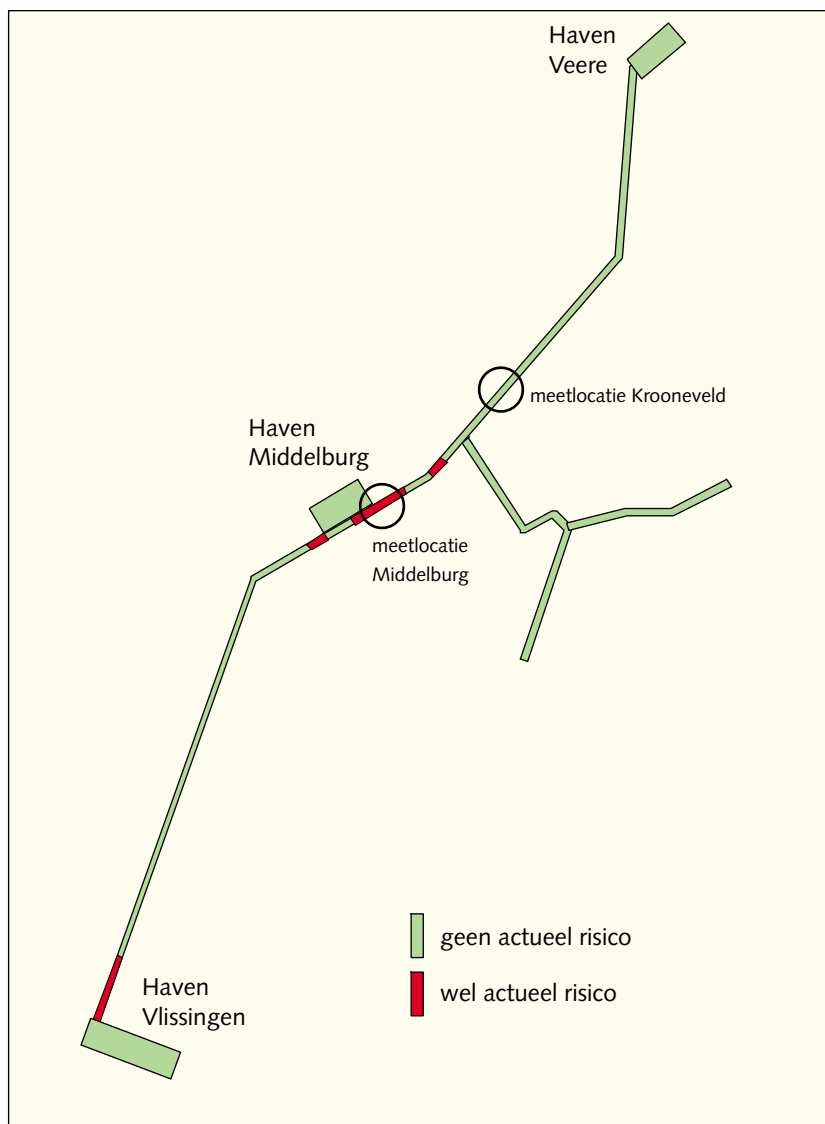 Haven
Veere
meetlocatie Krooneveld
Haven
Middelburg
meetlocatie
Middelburg
geen actueel risico
wel actueel risico
Haven
Vlissingen